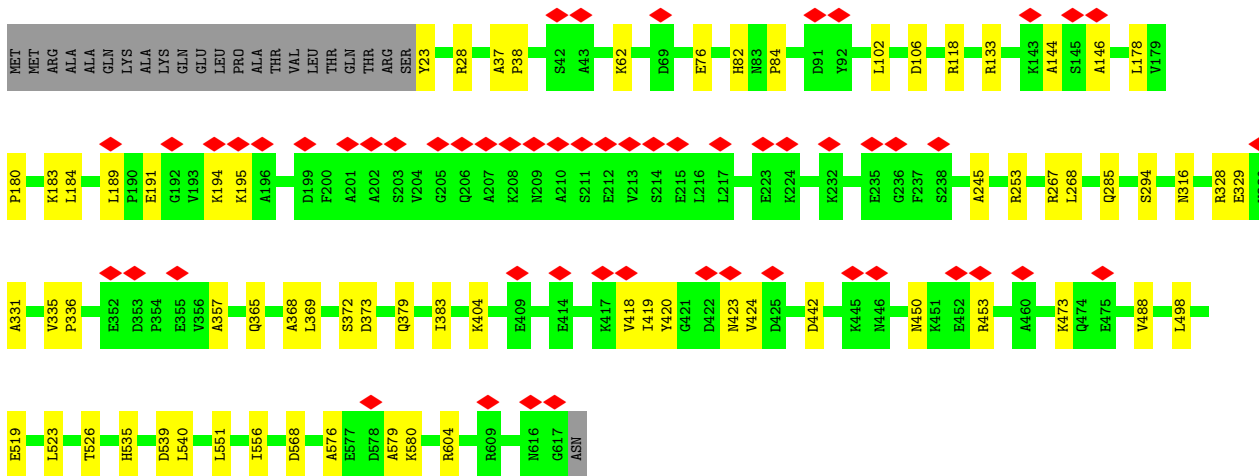 MET MET ARG ALA ALA GLN LYS ALA LYS GLN GLU LEU PRO ALA THR VAL LEU THR GLN THR THR ARG SER Y23 R28 A37 P38 S42 A43 K62 D69 E76 H82 N83 P84 D91 Y92 L102 D106 R118 R133 K143 A144 S145 A146 L178 V179
P180 K183 L184 L189 P190 E191 G192 V193 K194 K195 A196 D199 F200 A201 A202 S203 V204 G205 Q206 A207 K208 N209 A210 S211 E212 V213 S214 E215 L216 L217 E223 K224 K232 E235 G236 F237 S238 A245 R253 R267 L268 Q285 S294 N316 R328 E329
A331 V335 P336 E352 D353 P354 E355 V356 A357 Q365 A368 L369 S372 D373 Q379 I383 K404 E409 E414 K417 V418 I419 Y420 G421 D422 N423 V424 D425 D442 K445 N446 N450 K451 E452 R453 A460 K473 Q474 E475 V488 L498
E519 L523 T526 H535 D539 L540 L551 I556 D568 A576 E577 D578 A579 K580 R604 R609 N616 G617 ASN